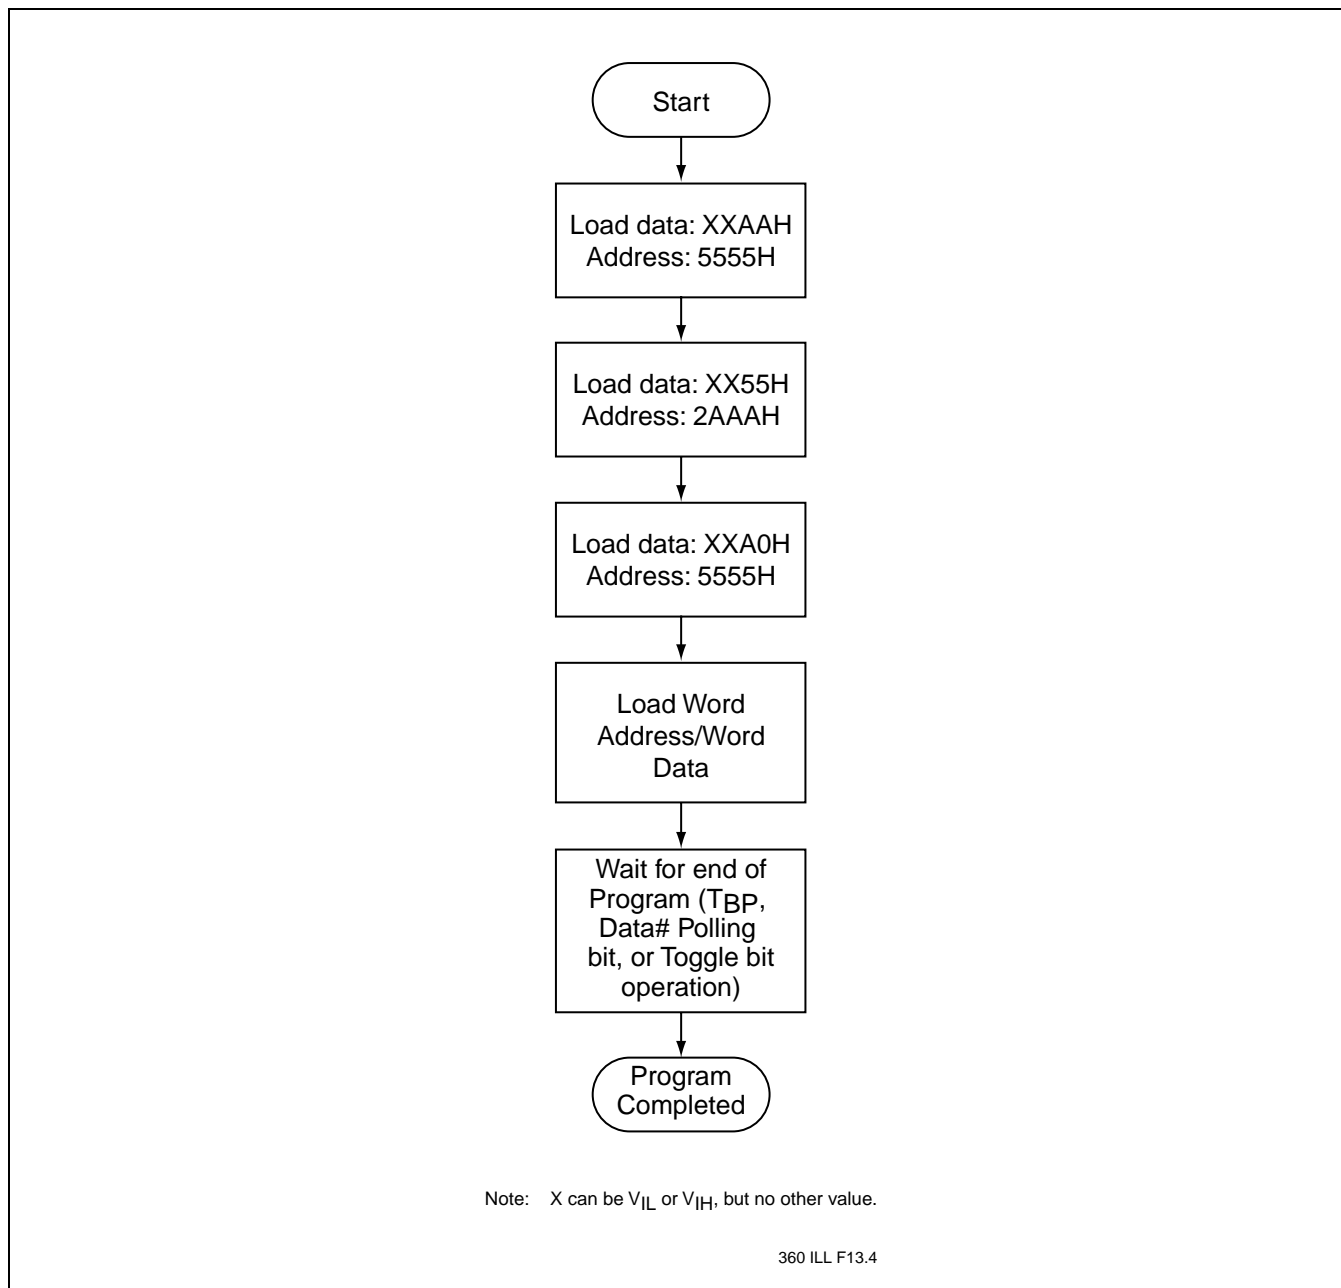 Start
Load data: XXAAH
Address: 5555H
Load data: XX55H
Address: 2AAAH
Load data: XXA0H
Address: 5555H
Load Word
Address/Word
Data
Wait for end of
Program (TBP,
Data# Polling
bit, or Toggle bit
operation)
Program
Completed
Note: X can be VIL or VIH, but no other value.
360 ILL F13.4